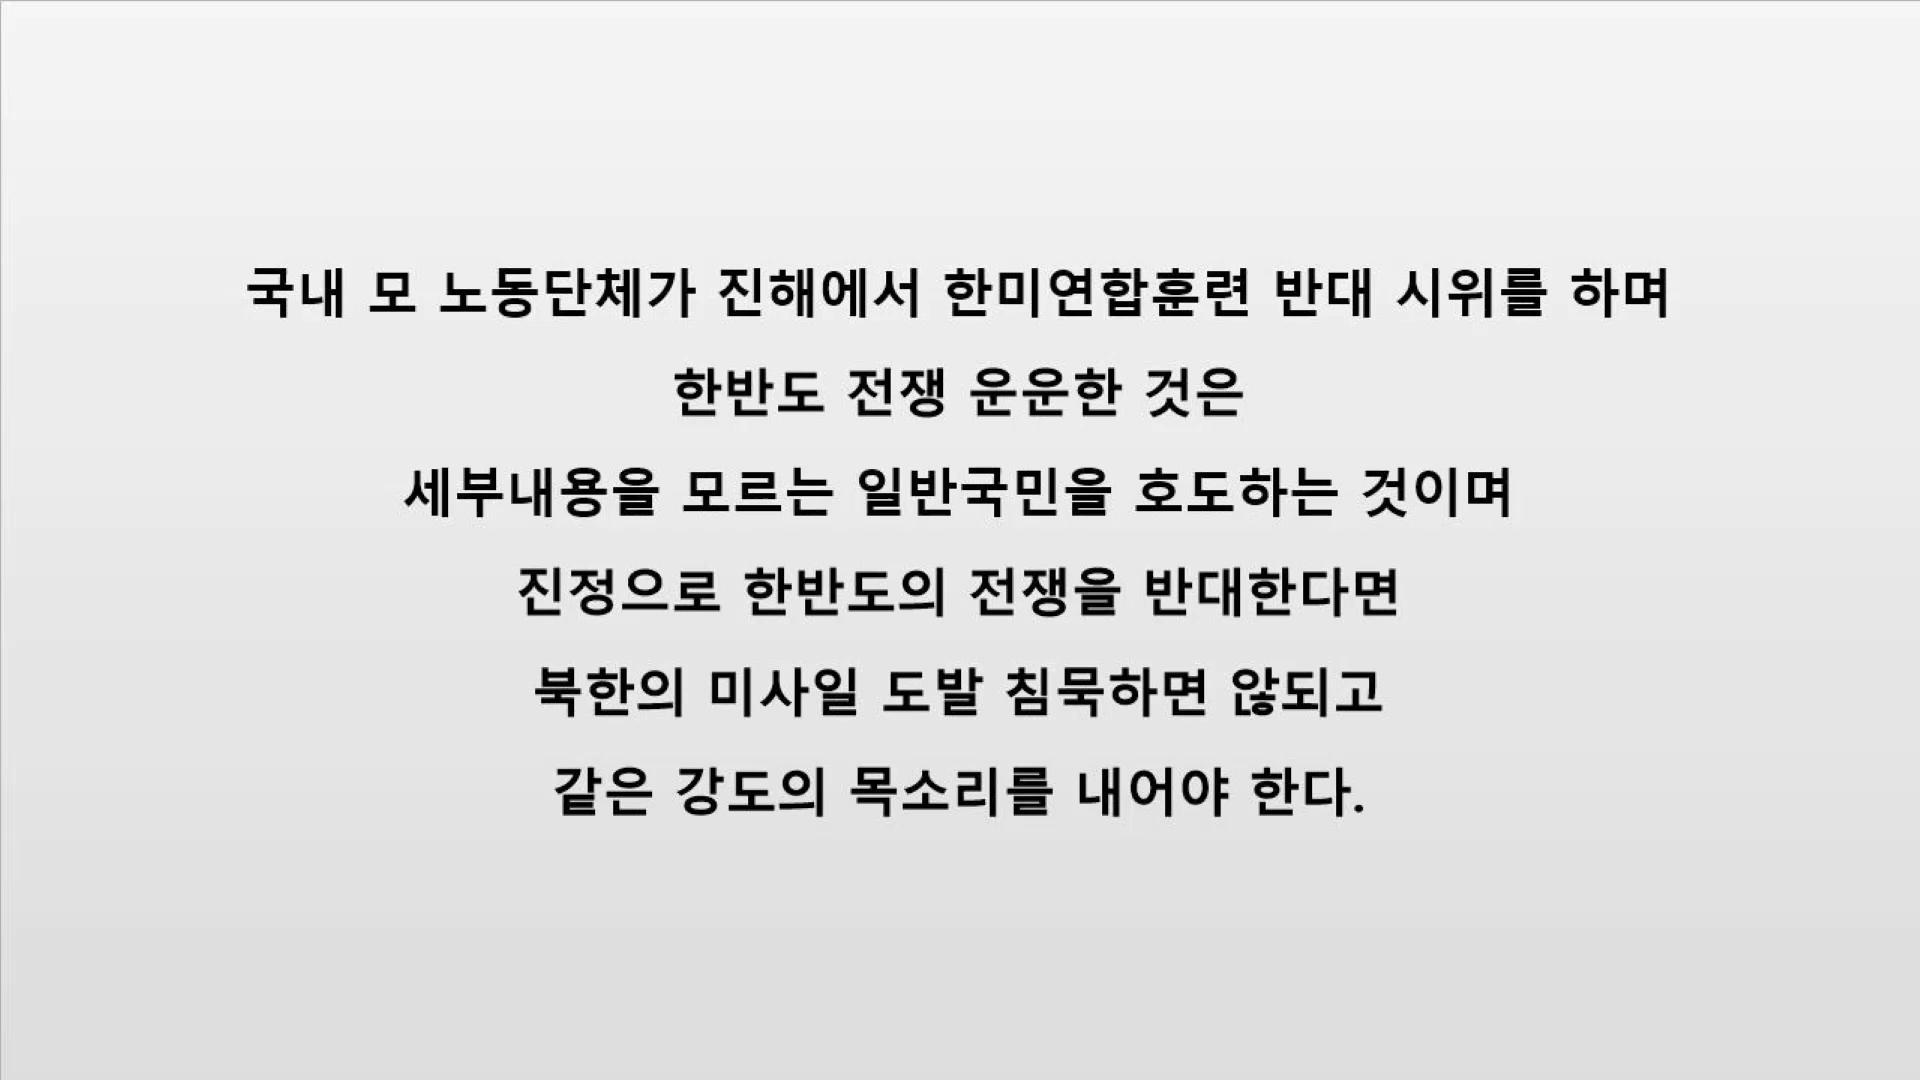 국내 모 노동단체가 진해에서 한미연합훈련 반대 시위를 하며
한반도 전쟁 운운한 것은
세부내용을 모르는 일반국민을 호도하는 것이며
진정으로 한반도의 전쟁을 반대한다면
북한의 미사일 도발 침묵하면 않되고
같은 강도의 목소리를 내어야 한다.